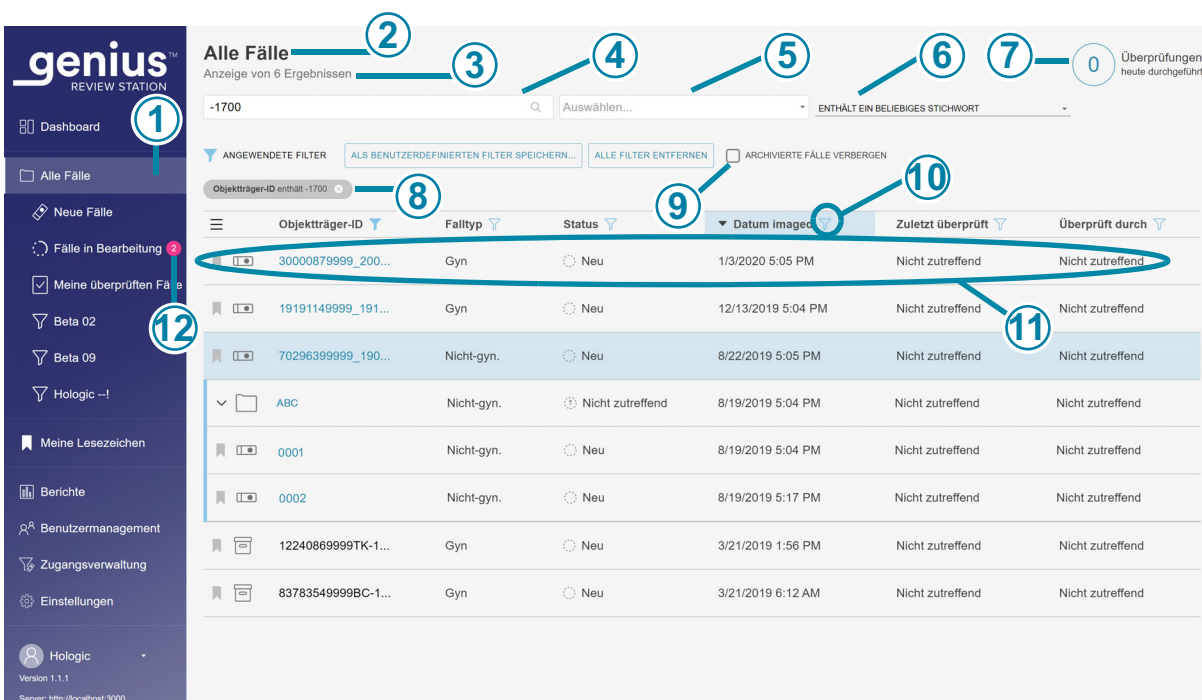 genius™
REVIEW STATION
Dashboard
Alle Fälle
Neue Fälle
Fälle in Bearbeitung 2
Meine überprüften Fälle
Beta 02
Beta 09
Hologic --!
Meine Lesezeichen
Berichte
Benutzermanagement
Zugangsverwaltung
Einstellungen
Hologic
Version 1.1.1
Server: http://localhost:3000
1
12
Alle Fälle 2
Anzeige von 6 Ergebnissen 3
4
5
6
7
0 Überprüfungen
heute durchgeführt
-1700 Auswählen... ENTHÄLT EIN BELIEBIGES STICHWORT
ANGEWENDETE FILTER ALS BENUTZERDEFINIERTEN FILTER SPEICHERN... ALLE FILTER ENTFERNEN ARCHIVIERTE FÄLLE VERBERGEN
Objektträger-ID enthält -1700 8
9
10
Objektträger-ID Falltyp Status Datum imaged Zuletzt überprüft Überprüft durch
30000879999_200... Gyn Neu 1/3/2020 5:05 PM Nicht zutreffend Nicht zutreffend
11
19191149999_191... Gyn Neu 12/13/2019 5:04 PM Nicht zutreffend Nicht zutreffend
70296399999_190... Nicht-gyn. Neu 8/22/2019 5:05 PM Nicht zutreffend Nicht zutreffend
ABC Nicht-gyn. ? Nicht zutreffend 8/19/2019 5:04 PM Nicht zutreffend Nicht zutreffend
0001 Nicht-gyn. Neu 8/19/2019 5:04 PM Nicht zutreffend Nicht zutreffend
0002 Nicht-gyn. Neu 8/19/2019 5:17 PM Nicht zutreffend Nicht zutreffend
12240869999TK-1... Gyn Neu 3/21/2019 1:56 PM Nicht zutreffend Nicht zutreffend
83783549999BC-1... Gyn Neu 3/21/2019 6:12 AM Nicht zutreffend Nicht zutreffend